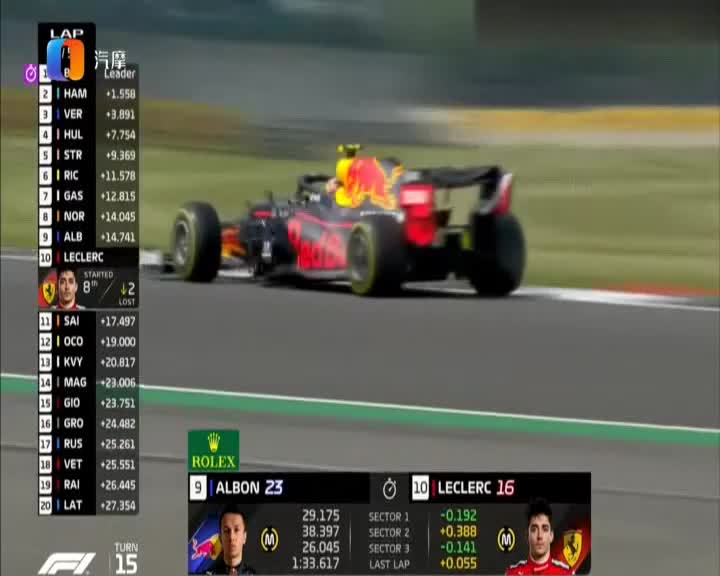 LAP
汽摩
1 Leader
2 HAM +1.558
3 VER +3.891
4 HUL +7.754
5 STR +9.369
6 RIC +11.578
7 GAS +12.815
8 NOR +14.045
9 ALB +14.741
10 LECLERC
STARTED
8th 2
LOST
11 SAI +17.497
12 OCO +19.000
13 KVY +20.817
14 MAG +23.006
15 GIO +23.751
16 GRO +24.482
17 RUS +25.261
18 VET +25.551
19 RAI +26.445
20 LAT +27.354
Red Bull
ROLEX
9 ALBON 23 10 LECLERC 16
29.175 SECTOR 1 -0.192
38.397 SECTOR 2 +0.388
26.045 SECTOR 3 -0.141
1:33.617 LAST LAP +0.055
M M
F1 TURN
15